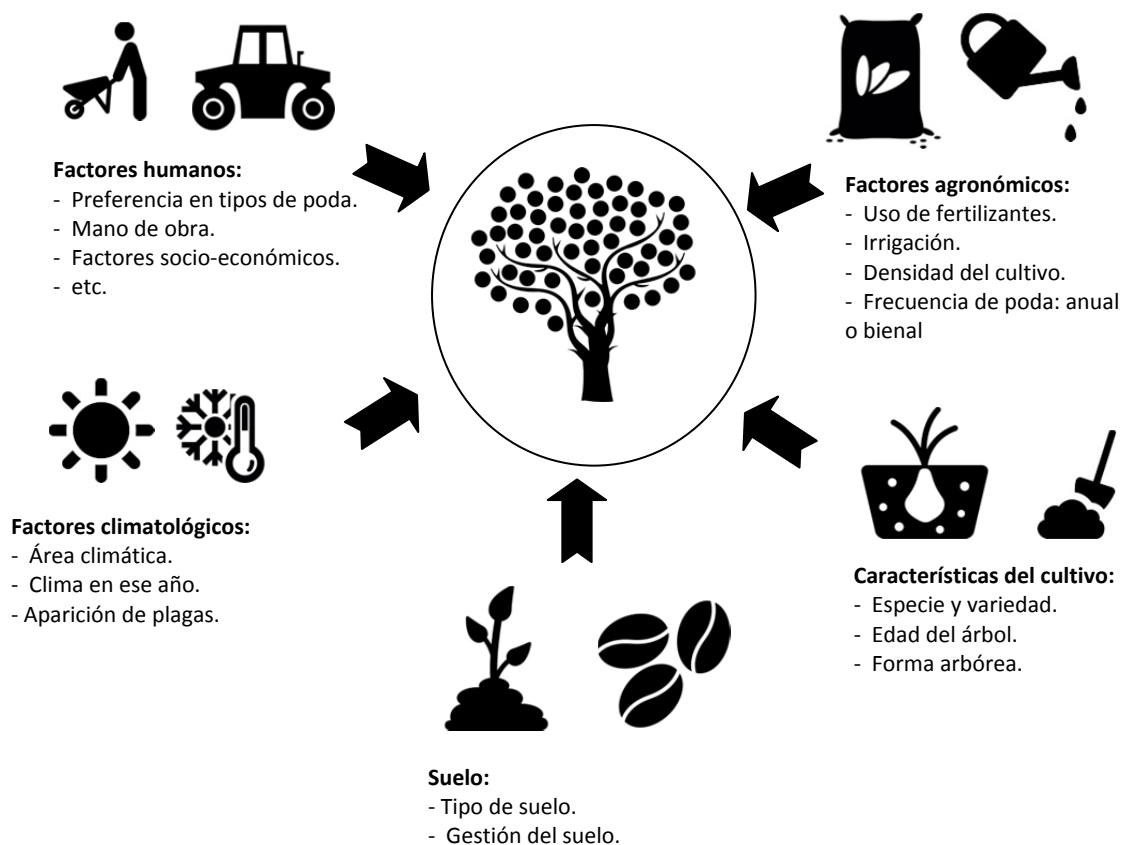 Factores humanos:
- Preferencia en tipos de poda.
- Mano de obra.
- Factores socio-económicos.
- etc.
Factores agronómicos:
- Uso de fertilizantes.
- Irrigación.
- Densidad del cultivo.
- Frecuencia de poda: anual
o bienal
Factores climatológicos:
- Área climática.
- Clima en ese año.
- Aparición de plagas.
Características del cultivo:
- Especie y variedad.
- Edad del árbol.
- Forma arbórea.
Suelo:
- Tipo de suelo.
- Gestión del suelo.